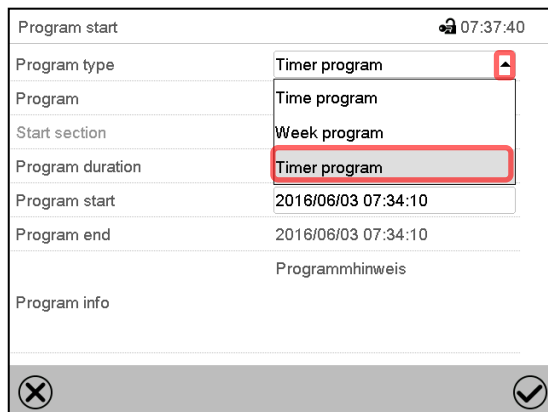 Program start 07:37:40
Program type Timer program
Program Time program
Start section Week program
Program duration Timer program
Program start 2016/06/03 07:34:10
Program end 2016/06/03 07:34:10
Programmhinweis
Program info